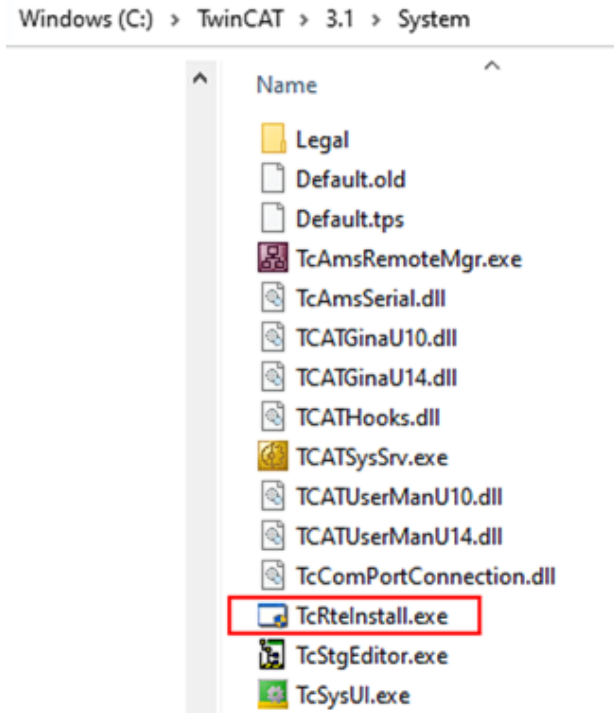 Windows (C:) > TwinCAT > 3.1 > System
Name
Legal
Default.old
Default.tps
TcAmsRemoteMgr.exe
TcAmsSerial.dll
TCATGinaU10.dll
TCATGinaU14.dll
TCATHooks.dll
TCATSysSrv.exe
TCATUserManU10.dll
TCATUserManU14.dll
TcComPortConnection.dll
TcRteInstall.exe
TcStgEditor.exe
TcSysUI.exe